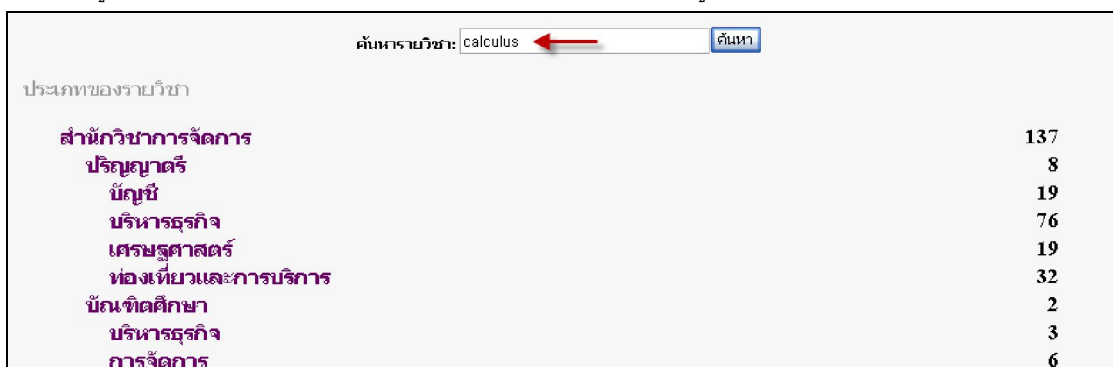 ค้นหารายวิชา: calculus ค้นหา
ประเภทของรายวิชา
สำนักวิชาการจัดการ 137
ปริญญาตรี 8
บัญชี 19
บริหารธุรกิจ 76
เศรษฐศาสตร์ 19
ท่องเที่ยวและการบริการ 32
บัณฑิตศึกษา 2
บริหารธุรกิจ 3
การจัดการ 6